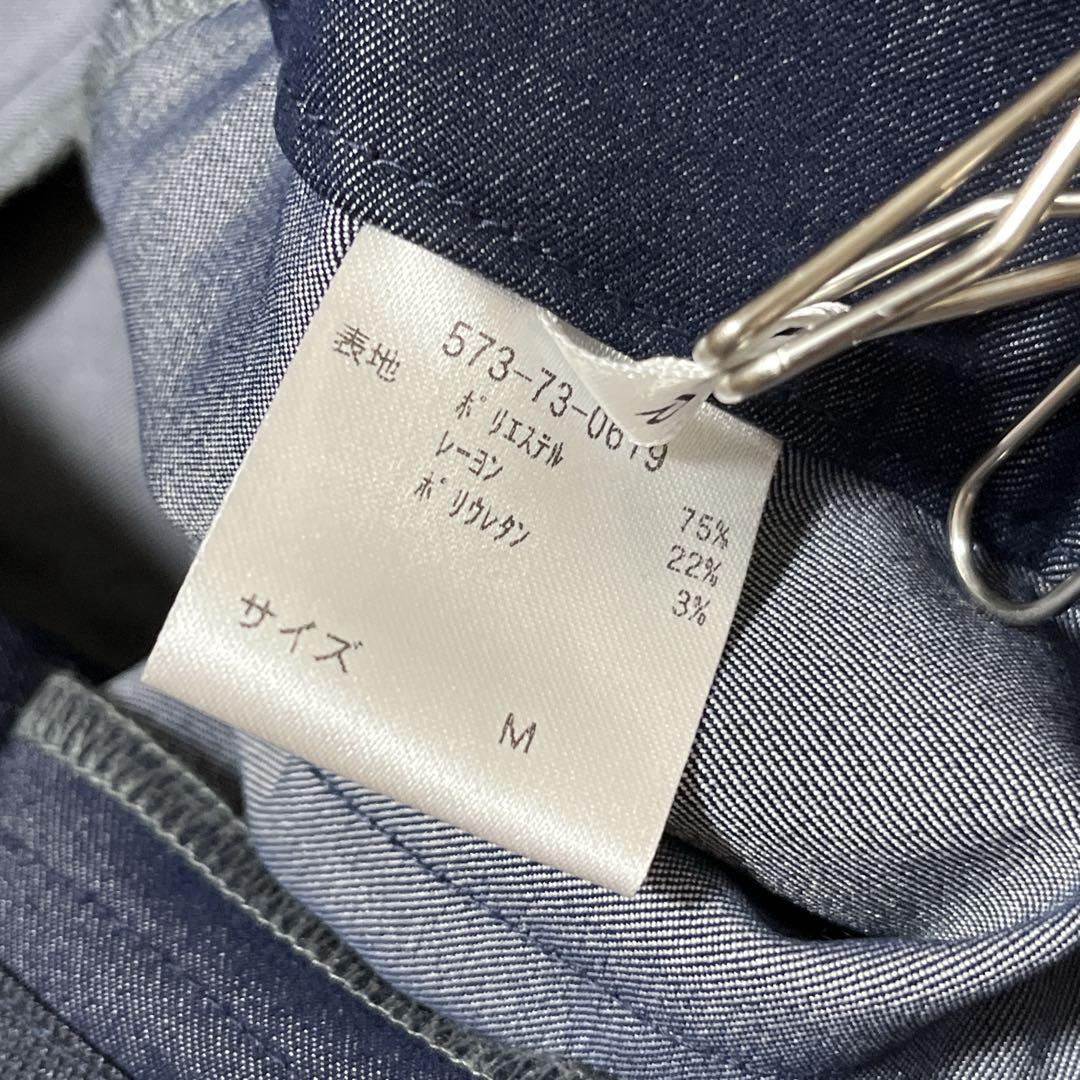 573-73-0619
表地 ポリエステル 75%
レーヨン 22%
ポリウレタン 3%
サイズ
M